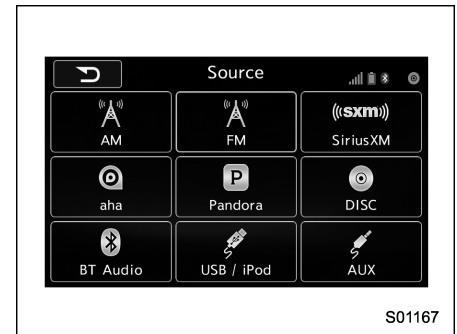 Source
AM
FM
((sxm))
SiriusXM
aha
P
Pandora
DISC
BT Audio
USB / iPod
AUX
S01167